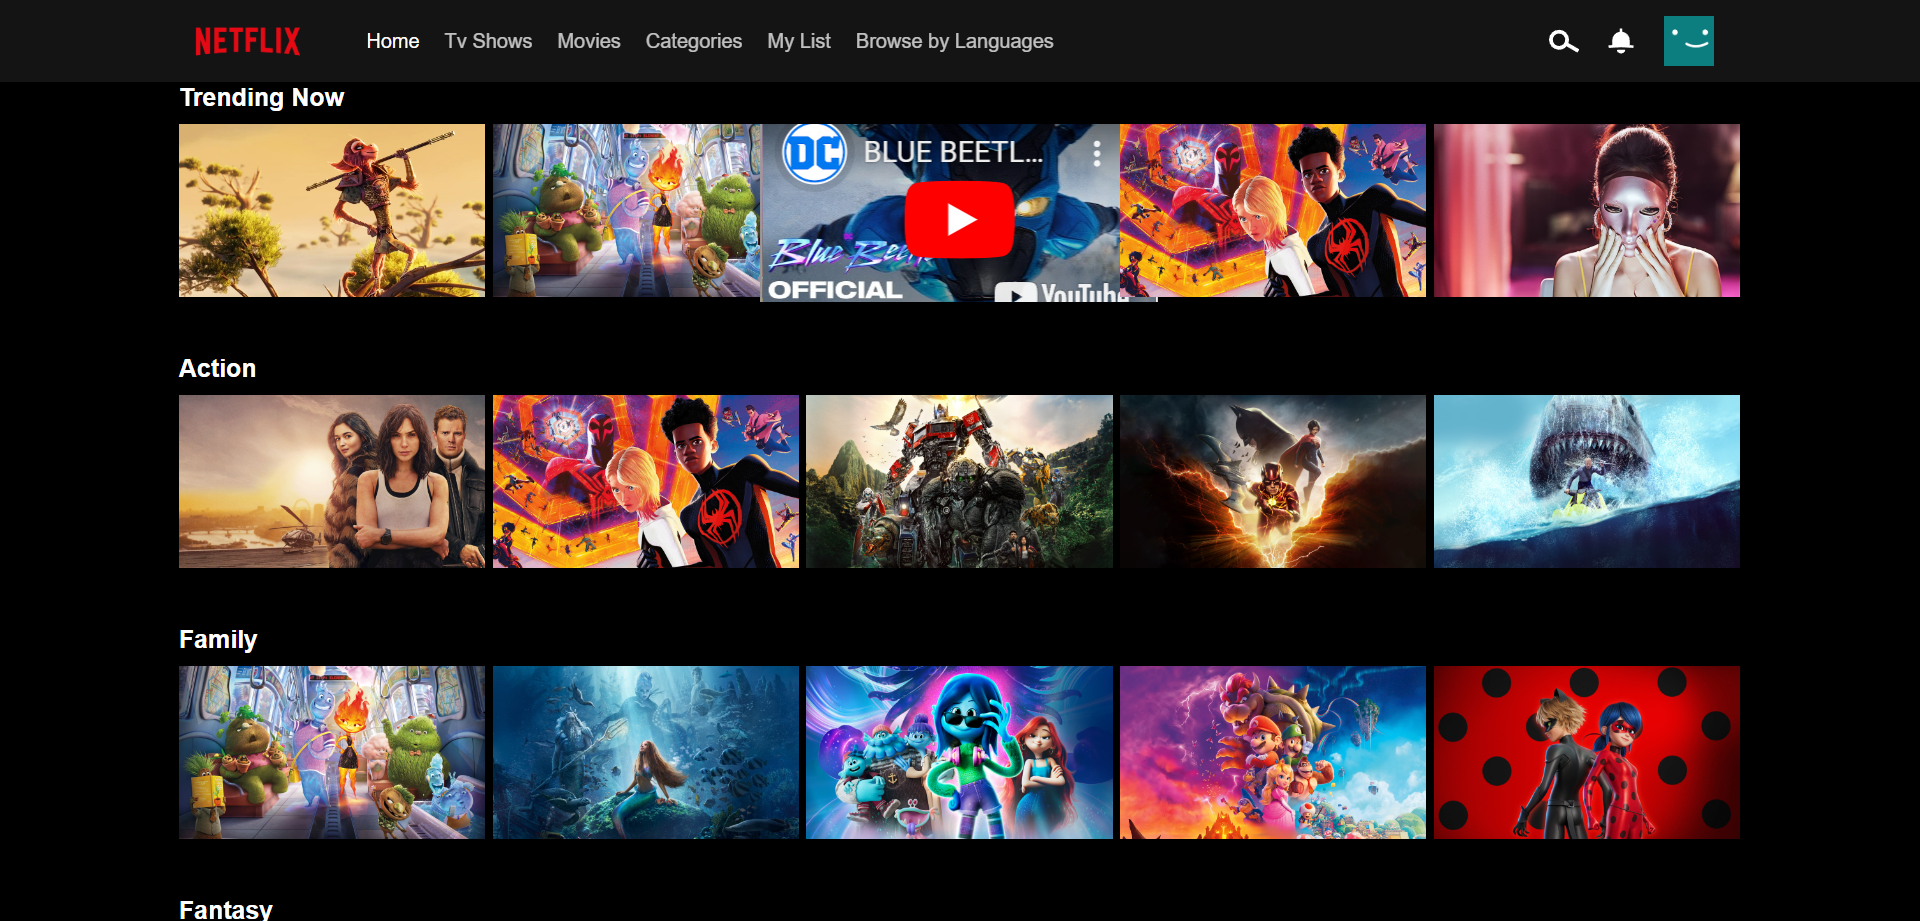 NETFLIX
Home
Tv Shows
Movies
Categories
My List
Browse by Languages
Trending Now
DC
BLUE BEETL...
Blue Beetle
OFFICIAL
YouTube
Action
Family
Fantasy